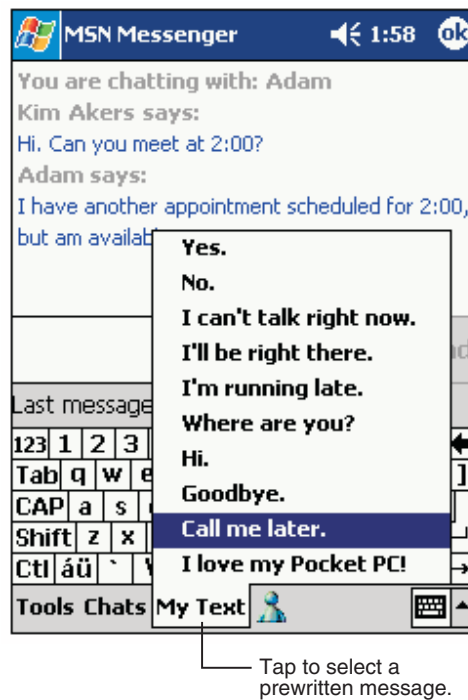 MSN Messenger 1:58 ok
You are chatting with: Adam
Kim Akers says:
Hi. Can you meet at 2:00?
Adam says:
I have another appointment scheduled for 2:00,
but am
Yes.
No.
I can't talk right now.
I'll be right there.
I'm running late.
Where are you?
Hi.
Goodbye.
Call me later.
I love my Pocket PC!
Last message
123 1 2 3
Tab q w e ]
CAP a s
Shift z x
Ctl áü `
Tools Chats My Text
Tap to select a
prewritten message.